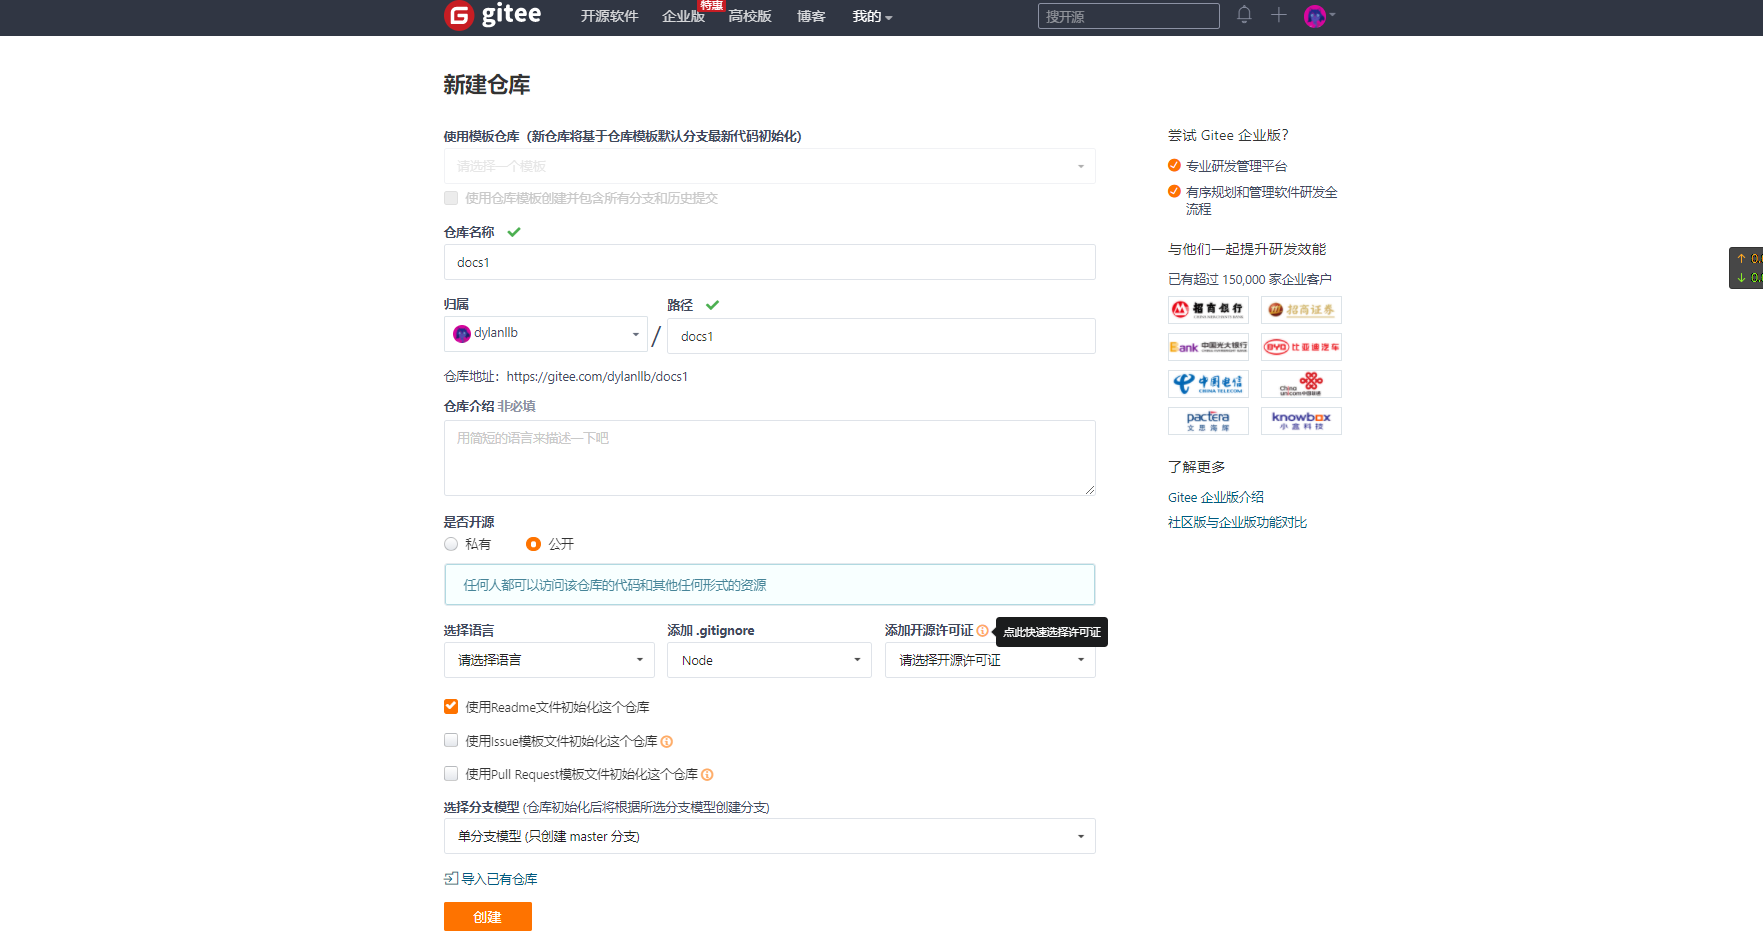 gitee
开源软件
企业版
特惠
高校版
博客
我的
搜开源
新建仓库
使用模板仓库（新仓库将基于仓库模板默认分支最新代码初始化）
请选择一个模板
使用仓库模板创建并包含所有分支和历史提交
仓库名称
docs1
归属
路径
dylanllb
/
docs1
仓库地址：https://gitee.com/dylanllb/docs1
仓库介绍 非必填
用简短的语言来描述一下吧
是否开源
私有
公开
任何人都可以访问该仓库的代码和其他任何形式的资源
选择语言
添加 .gitignore
添加开源许可证
点此快速选择许可证
请选择语言
Node
请选择开源许可证
使用Readme文件初始化这个仓库
使用Issue模板文件初始化这个仓库
使用Pull Request模板文件初始化这个仓库
选择分支模型 (仓库初始化后将根据所选分支模型创建分支)
单分支模型 (只创建 master 分支)
导入已有仓库
创建
尝试 Gitee 企业版?
专业研发管理平台
有序规划和管理软件研发全
流程
与他们一起提升研发效能
已有超过 150,000 家企业客户
招商银行
CHINA MERCHANTS BANK
招商证券
Bank 中国光大银行
BYD 比亚迪汽车
中国电信
CHINA TELECOM
China
unicom中国联通
pactera
文思海辉
knowbox
小盒科技
了解更多
Gitee 企业版介绍
社区版与企业版功能对比
↑ 0.
↓ 0.